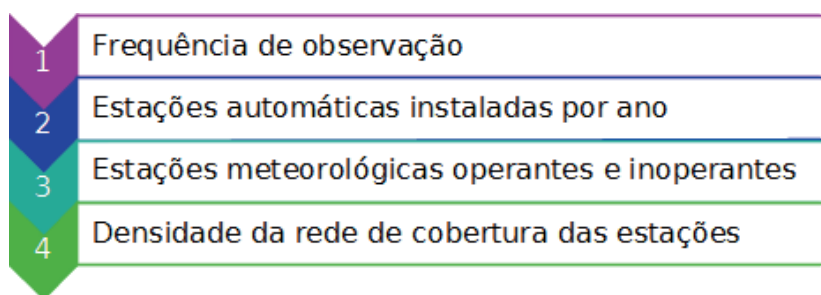 1 Frequência de observação
2 Estações automáticas instaladas por ano
3 Estações meteorológicas operantes e inoperantes
4 Densidade da rede de cobertura das estações